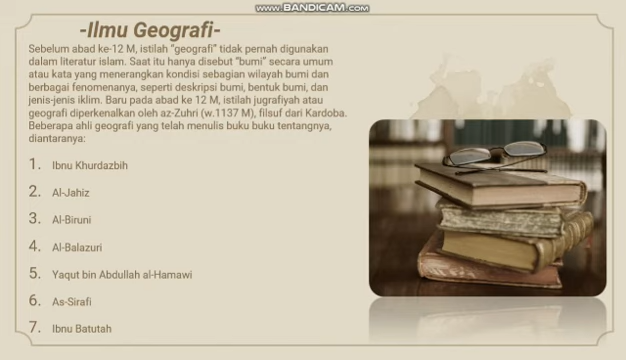 www.BANDICAM.com
-Ilmu Geografi-
Sebelum abad ke-12 M, istilah “geografi” tidak pernah digunakan
dalam literatur islam. Saat itu hanya disebut “bumi” secara umum
atau kata yang menerangkan kondisi sebagian wilayah bumi dan
berbagai fenomenanya, seperti deskripsi bumi, bentuk bumi, dan
jenis-jenis iklim. Baru pada abad ke 12 M, istilah jugrafiyah atau
geografi diperkenalkan oleh az-Zuhri (w.1137 M), filsuf dari Kardoba.
Beberapa ahli geografi yang telah menulis buku buku tentangnya,
diantaranya:
1. Ibnu Khurdazbih
2. Al-Jahiz
3. Al-Biruni
4. Al-Balazuri
5. Yaqut bin Abdullah al-Hamawi
6. As-Sirafi
7. Ibnu Batutah